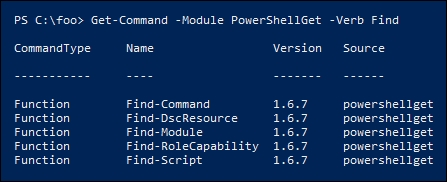 PS C:\foo> Get-Command -Module PowerShellGet -Verb Find
CommandType Name Version Source
----------- ---- ------- ------
Function Find-Command 1.6.7 powershellget
Function Find-DscResource 1.6.7 powershellget
Function Find-Module 1.6.7 powershellget
Function Find-RoleCapability 1.6.7 powershellget
Function Find-Script 1.6.7 powershellget